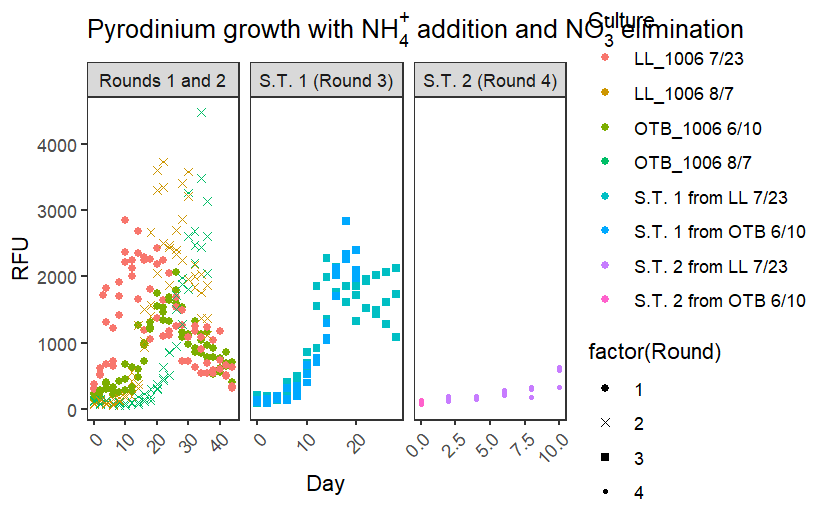 Pyrodinium growth with NH₄⁺ addition and NO₃⁻ elimination
Rounds 1 and 2
S.T. 1 (Round 3)
S.T. 2 (Round 4)
RFU
4000
3000
2000
1000
0
0 10 20 30 40
0 10 20
0.0 2.5 5.0 7.5 10.0
Day
Culture
LL_1006 7/23
LL_1006 8/7
OTB_1006 6/10
OTB_1006 8/7
S.T. 1 from LL 7/23
S.T. 1 from OTB 6/10
S.T. 2 from LL 7/23
S.T. 2 from OTB 6/10
factor(Round)
1
2
3
4